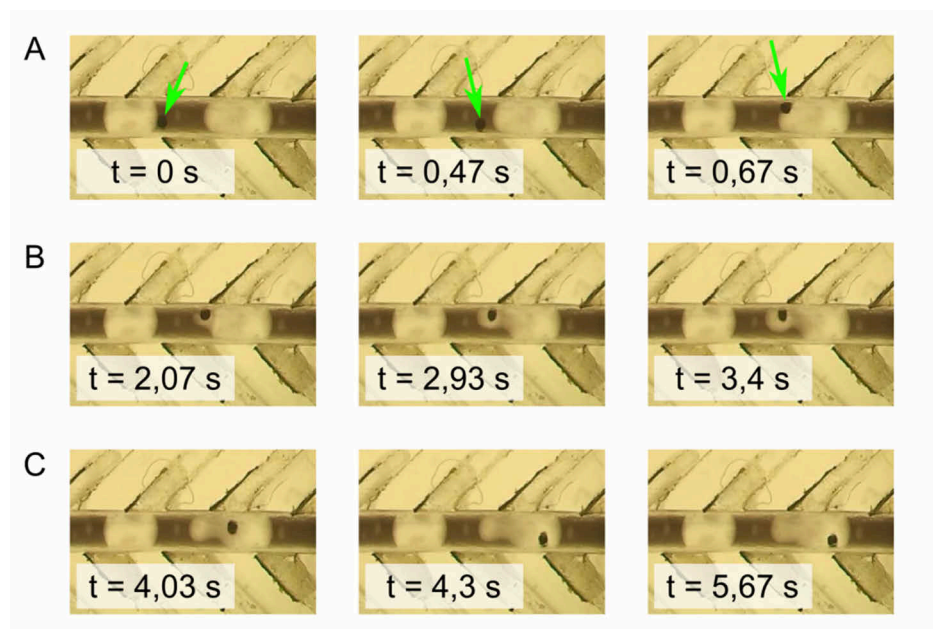 A
t = 0 s
t = 0,47 s
t = 0,67 s
B
t = 2,07 s
t = 2,93 s
t = 3,4 s
C
t = 4,03 s
t = 4,3 s
t = 5,67 s